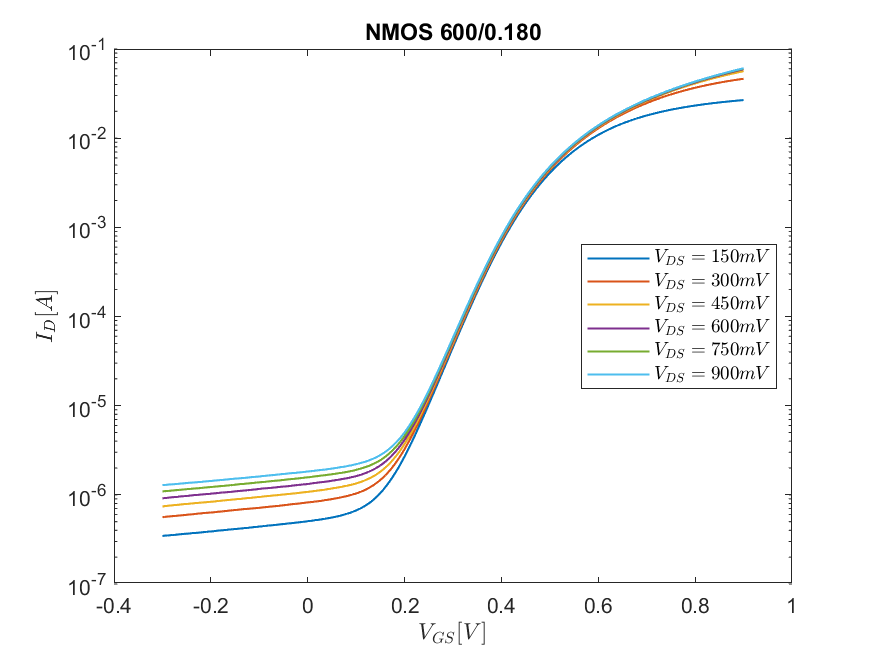 NMOS 600/0.180
10^-1
10^-2
10^-3
10^-4
10^-5
10^-6
10^-7
I_D[A]
V_DS = 150mV
V_DS = 300mV
V_DS = 450mV
V_DS = 600mV
V_DS = 750mV
V_DS = 900mV
-0.4 -0.2 0 0.2 0.4 0.6 0.8 1
V_GS[V]